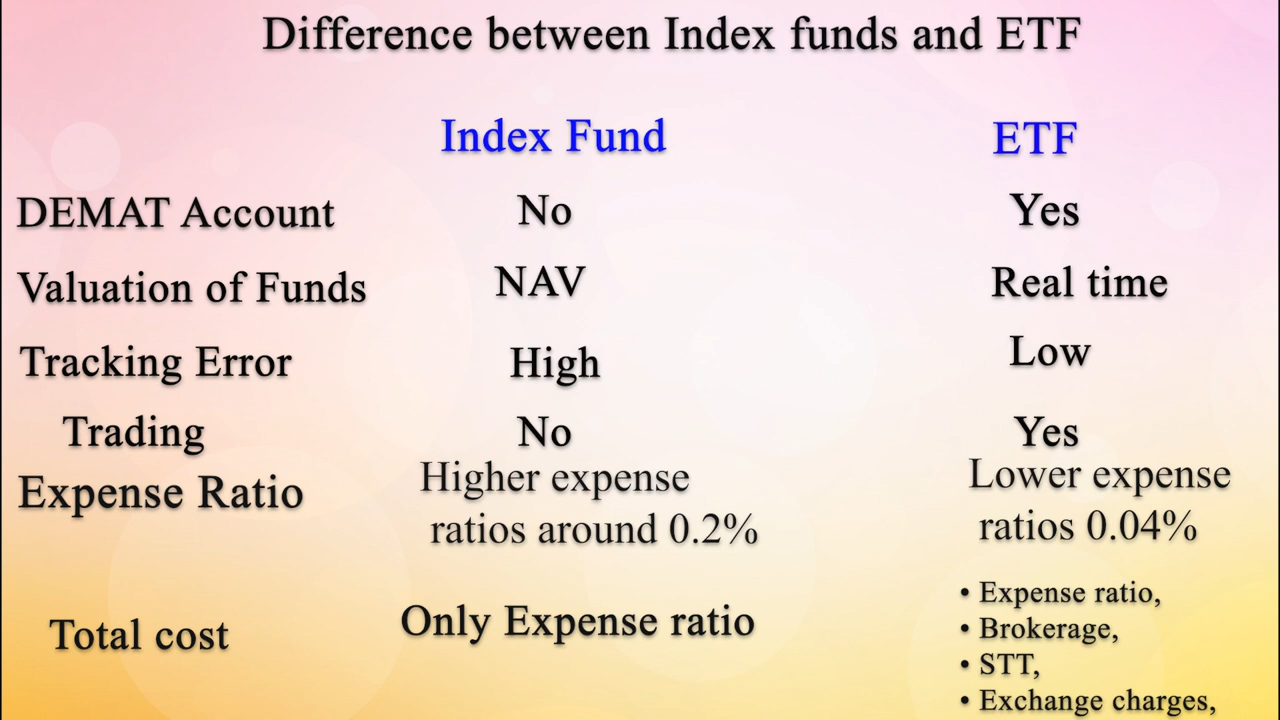 Difference between Index funds and ETF
Index Fund ETF
DEMAT Account No Yes
Valuation of Funds NAV Real time
Tracking Error High Low
Trading No Yes
Expense Ratio
Higher expense
ratios around 0.2%
Lower expense
ratios 0.04%
Total cost Only Expense ratio
• Expense ratio,
• Brokerage,
• STT,
• Exchange charges,